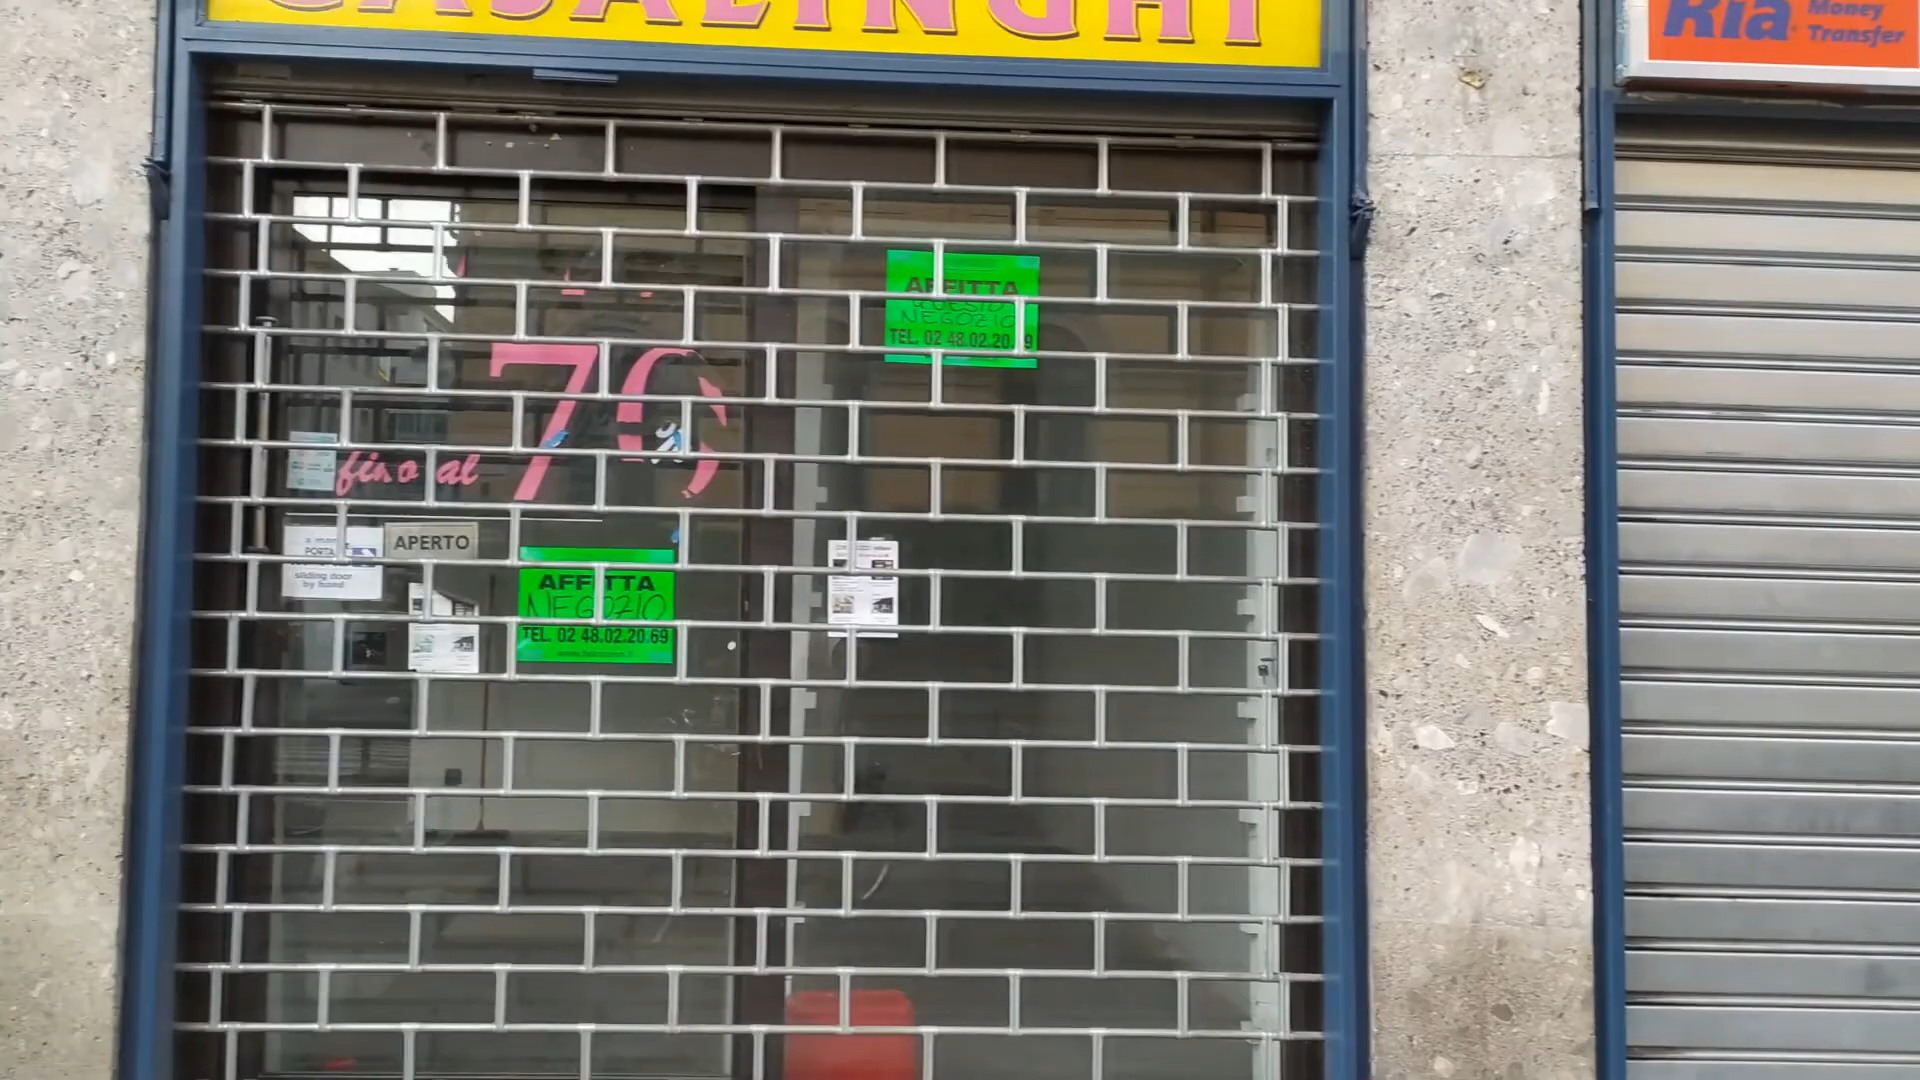 CASALINGHI
Ria Money
Transfer
AFFITTA
QUESTO
NEGOZIO
TEL. 02 48.02.20.69
fino al 70
PORTA
sliding door
by hand
APERTO
AFFITTA
NEGOZIO
TEL. 02 48.02.20.69